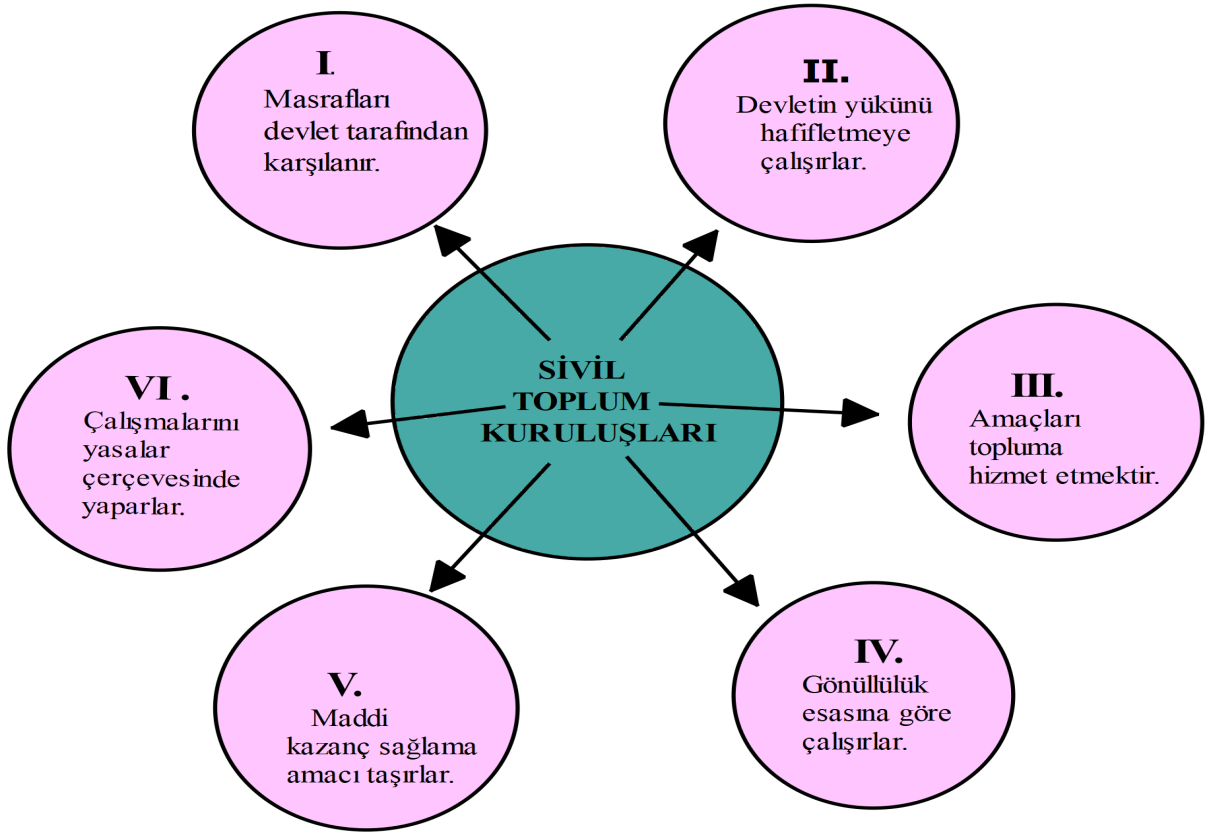 I.
Masrafları
devlet tarafından
karşılanır.
II.
Devletin yükünü
hafifletmeye
çalışırlar.
SİVİL
TOPLUM
KURULUŞLARI
III.
Amaçları
topluma
hizmet etmektir.
VI .
Çalışmalarını
yasalar
çerçevesinde
yaparlar.
IV.
Gönüllülük
esasına göre
çalışırlar.
V.
Maddi
kazanç sağlama
amacı taşırlar.